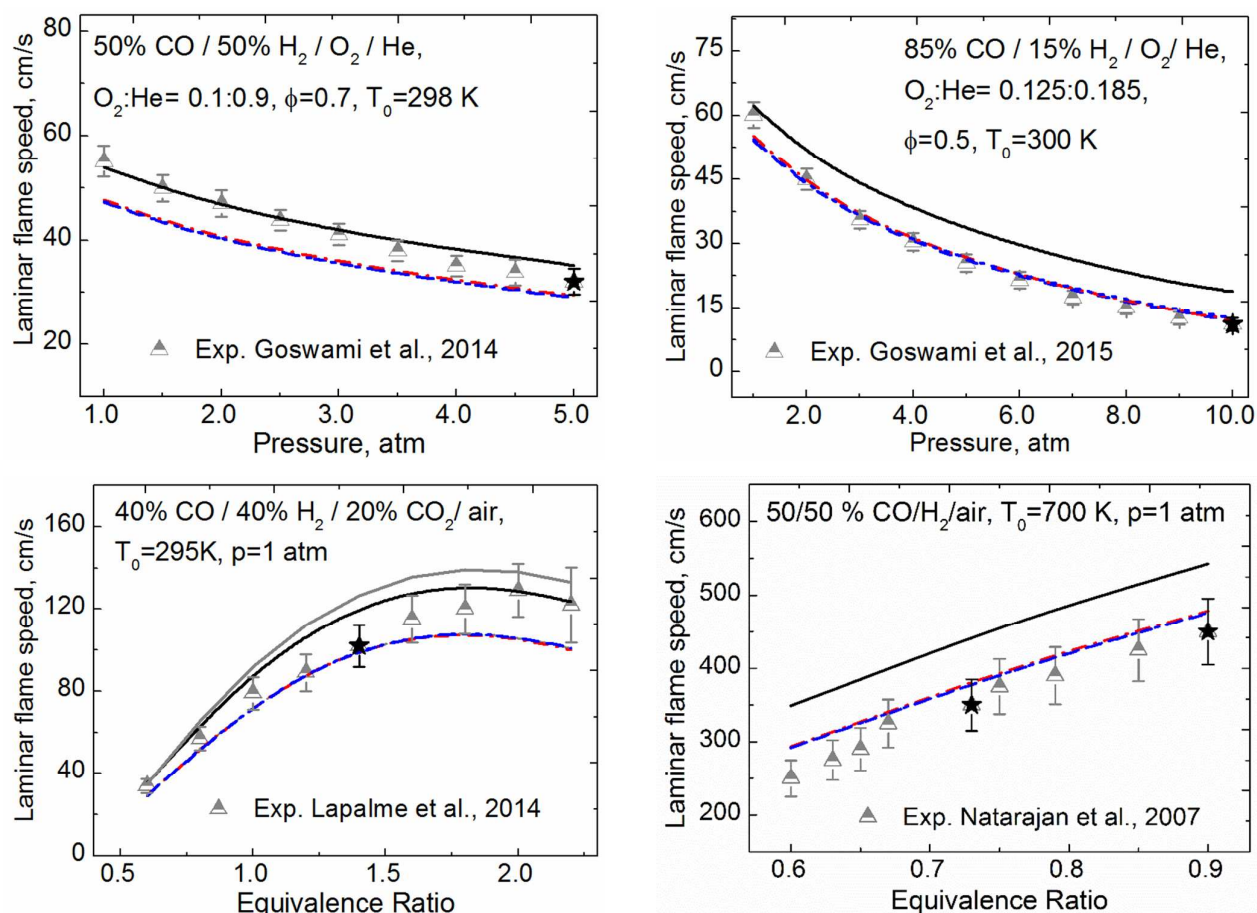 Laminar flame speed, cm/s
80
60
40
20
50% CO / 50% H₂ / O₂ / He,
O₂:He= 0.1:0.9, ϕ=0.7, T₀=298 K
Exp. Goswami et al., 2014
1.0 2.0 3.0 4.0 5.0
Pressure, atm
Laminar flame speed, cm/s
75
60
45
30
15
0
85% CO / 15% H₂ / O₂/ He,
O₂:He= 0.125:0.185,
ϕ=0.5, T₀=300 K
Exp. Goswami et al., 2015
2.0 4.0 6.0 8.0 10.0
Pressure, atm
Laminar flame speed, cm/s
160
120
80
40
0
40% CO / 40% H₂ / 20% CO₂/ air,
T₀=295K, p=1 atm
Exp. Lapalme et al., 2014
0.5 1.0 1.5 2.0
Equivalence Ratio
Laminar flame speed, cm/s
600
500
400
300
200
50/50 % CO/H₂/air, T₀=700 K, p=1 atm
Exp. Natarajan et al., 2007
0.6 0.7 0.8 0.9
Equivalence Ratio